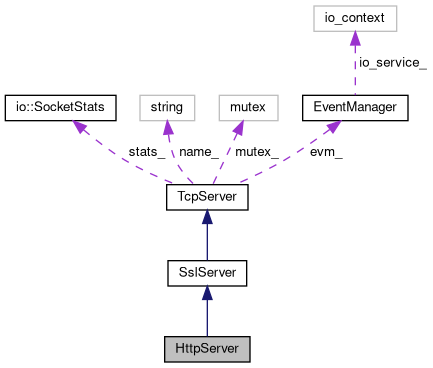 io_context
io_service_
io::SocketStats
string
mutex
EventManager
stats_
name_
mutex_
evm_
TcpServer
SslServer
HttpServer